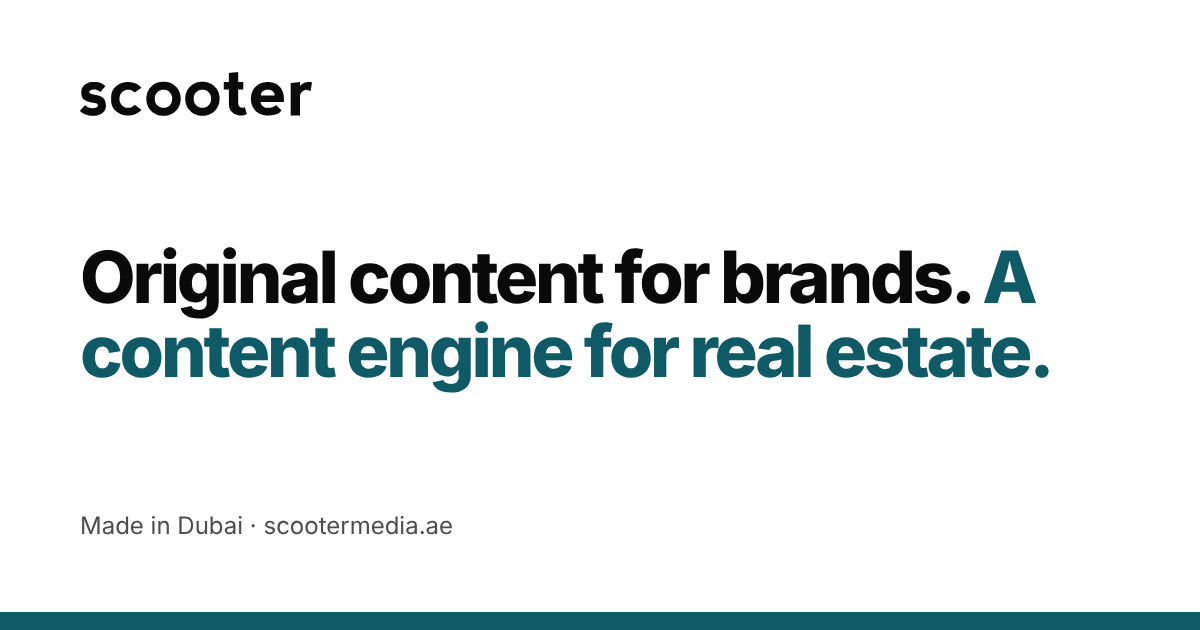 scooter
Original content for brands. A
content engine for real estate.
Made in Dubai · scootermedia.ae